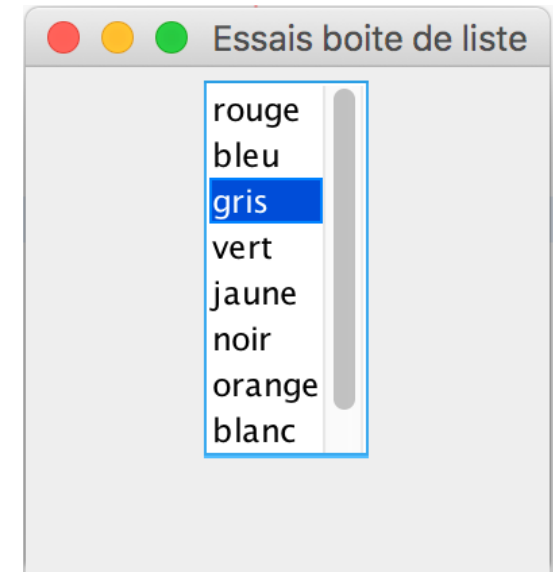 Essais boite de liste
rouge
bleu
gris
vert
jaune
noir
orange
blanc